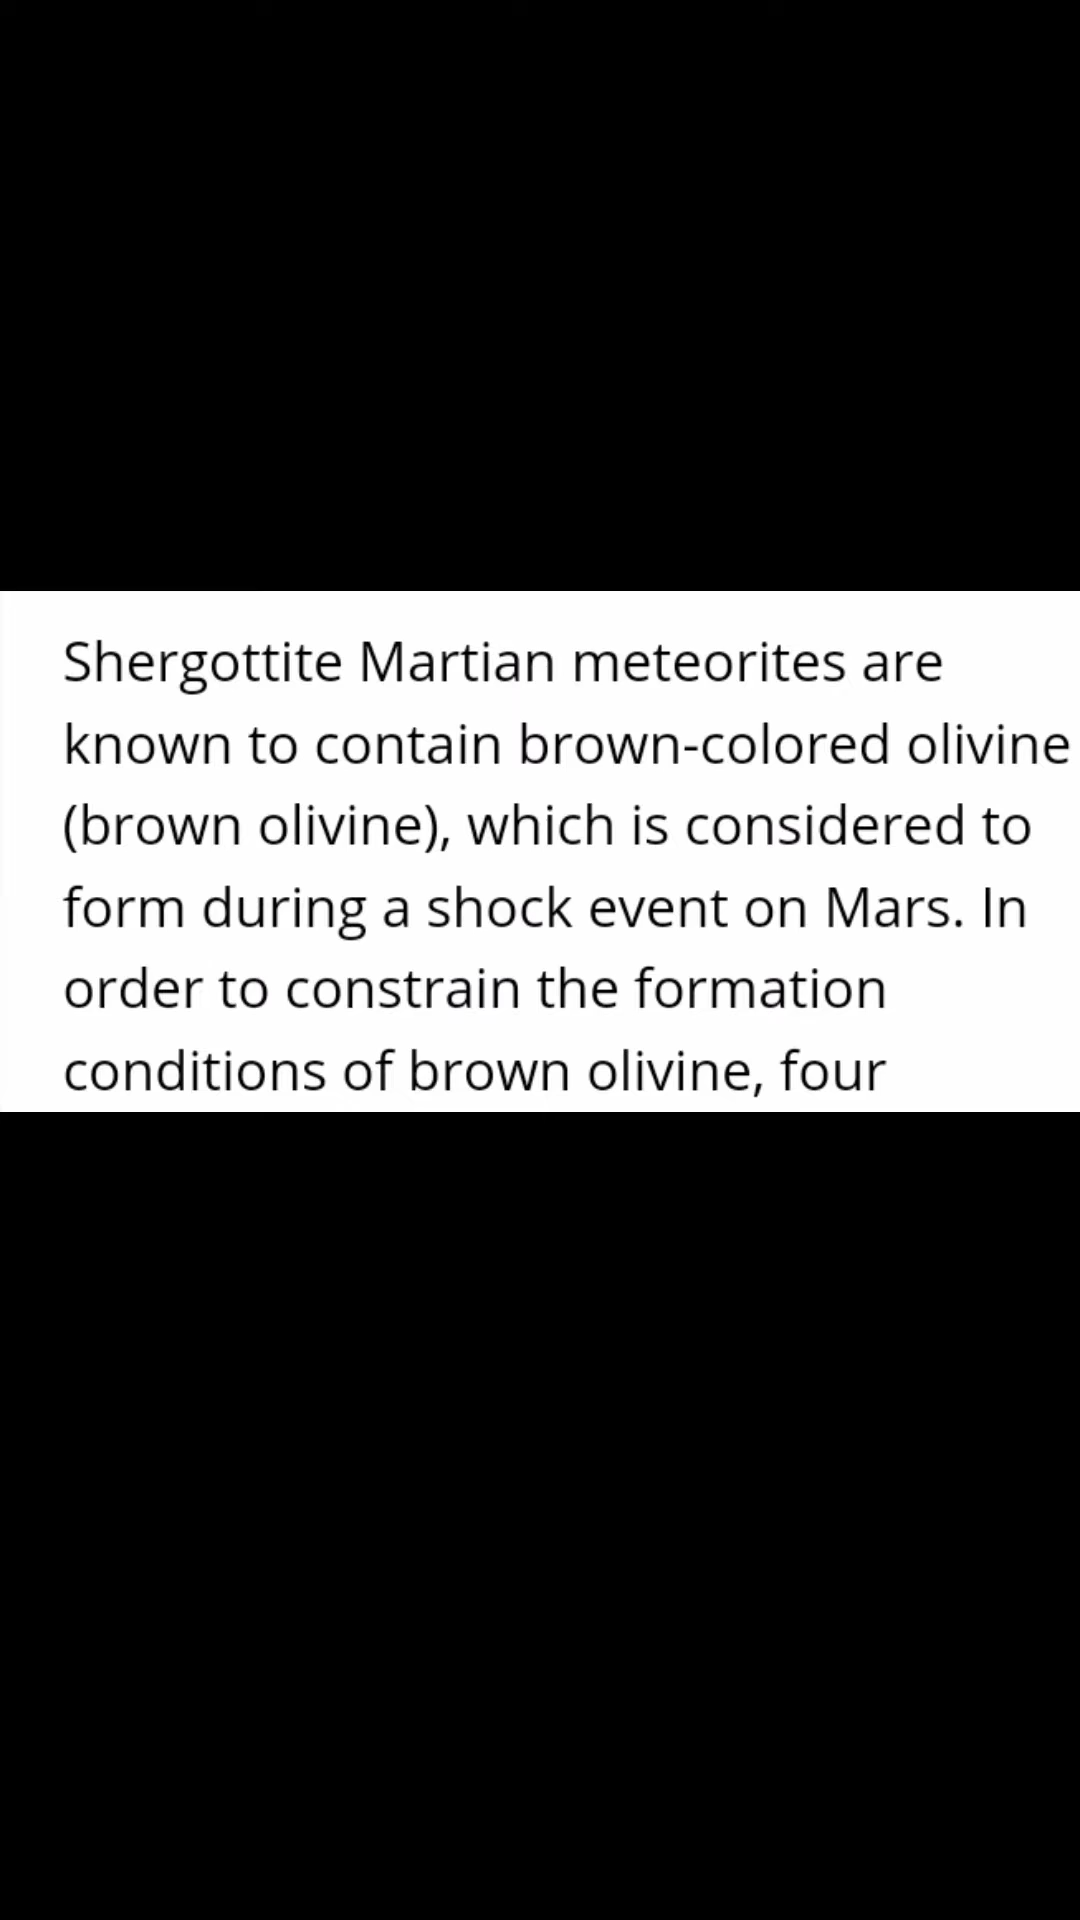 Shergottite Martian meteorites are
known to contain brown-colored olivine
(brown olivine), which is considered to
form during a shock event on Mars. In
order to constrain the formation
conditions of brown olivine, four